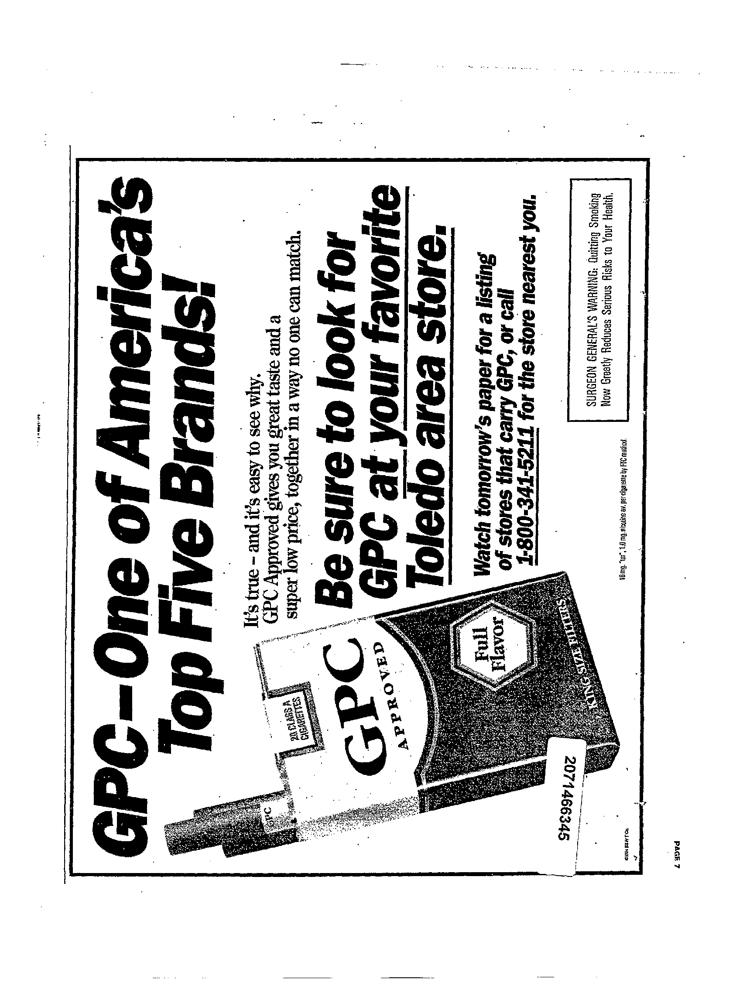 GPC–One of America's
Top Five Brands!
It's true – and it's easy to see why.
GPC Approved gives you great taste and a
super low price, together in a way no one can match.
Be sure to look for
GPC at your favorite
Toledo area store.
Watch tomorrow's paper for a listing
of stores that carry GPC, or call
1-800-341-5211 for the store nearest you.
GPC
20 CLASS A
CIGARETTES
GPC
APPROVED
Full
Flavor
KING SIZE FILTERS
SURGEON GENERAL'S WARNING: Quitting Smoking
Now Greatly Reduces Serious Risks to Your Health.
mg. "tar", 1.0 mg. nicotine av. per cigarette by FTC method.
2071466345
PAGE 7